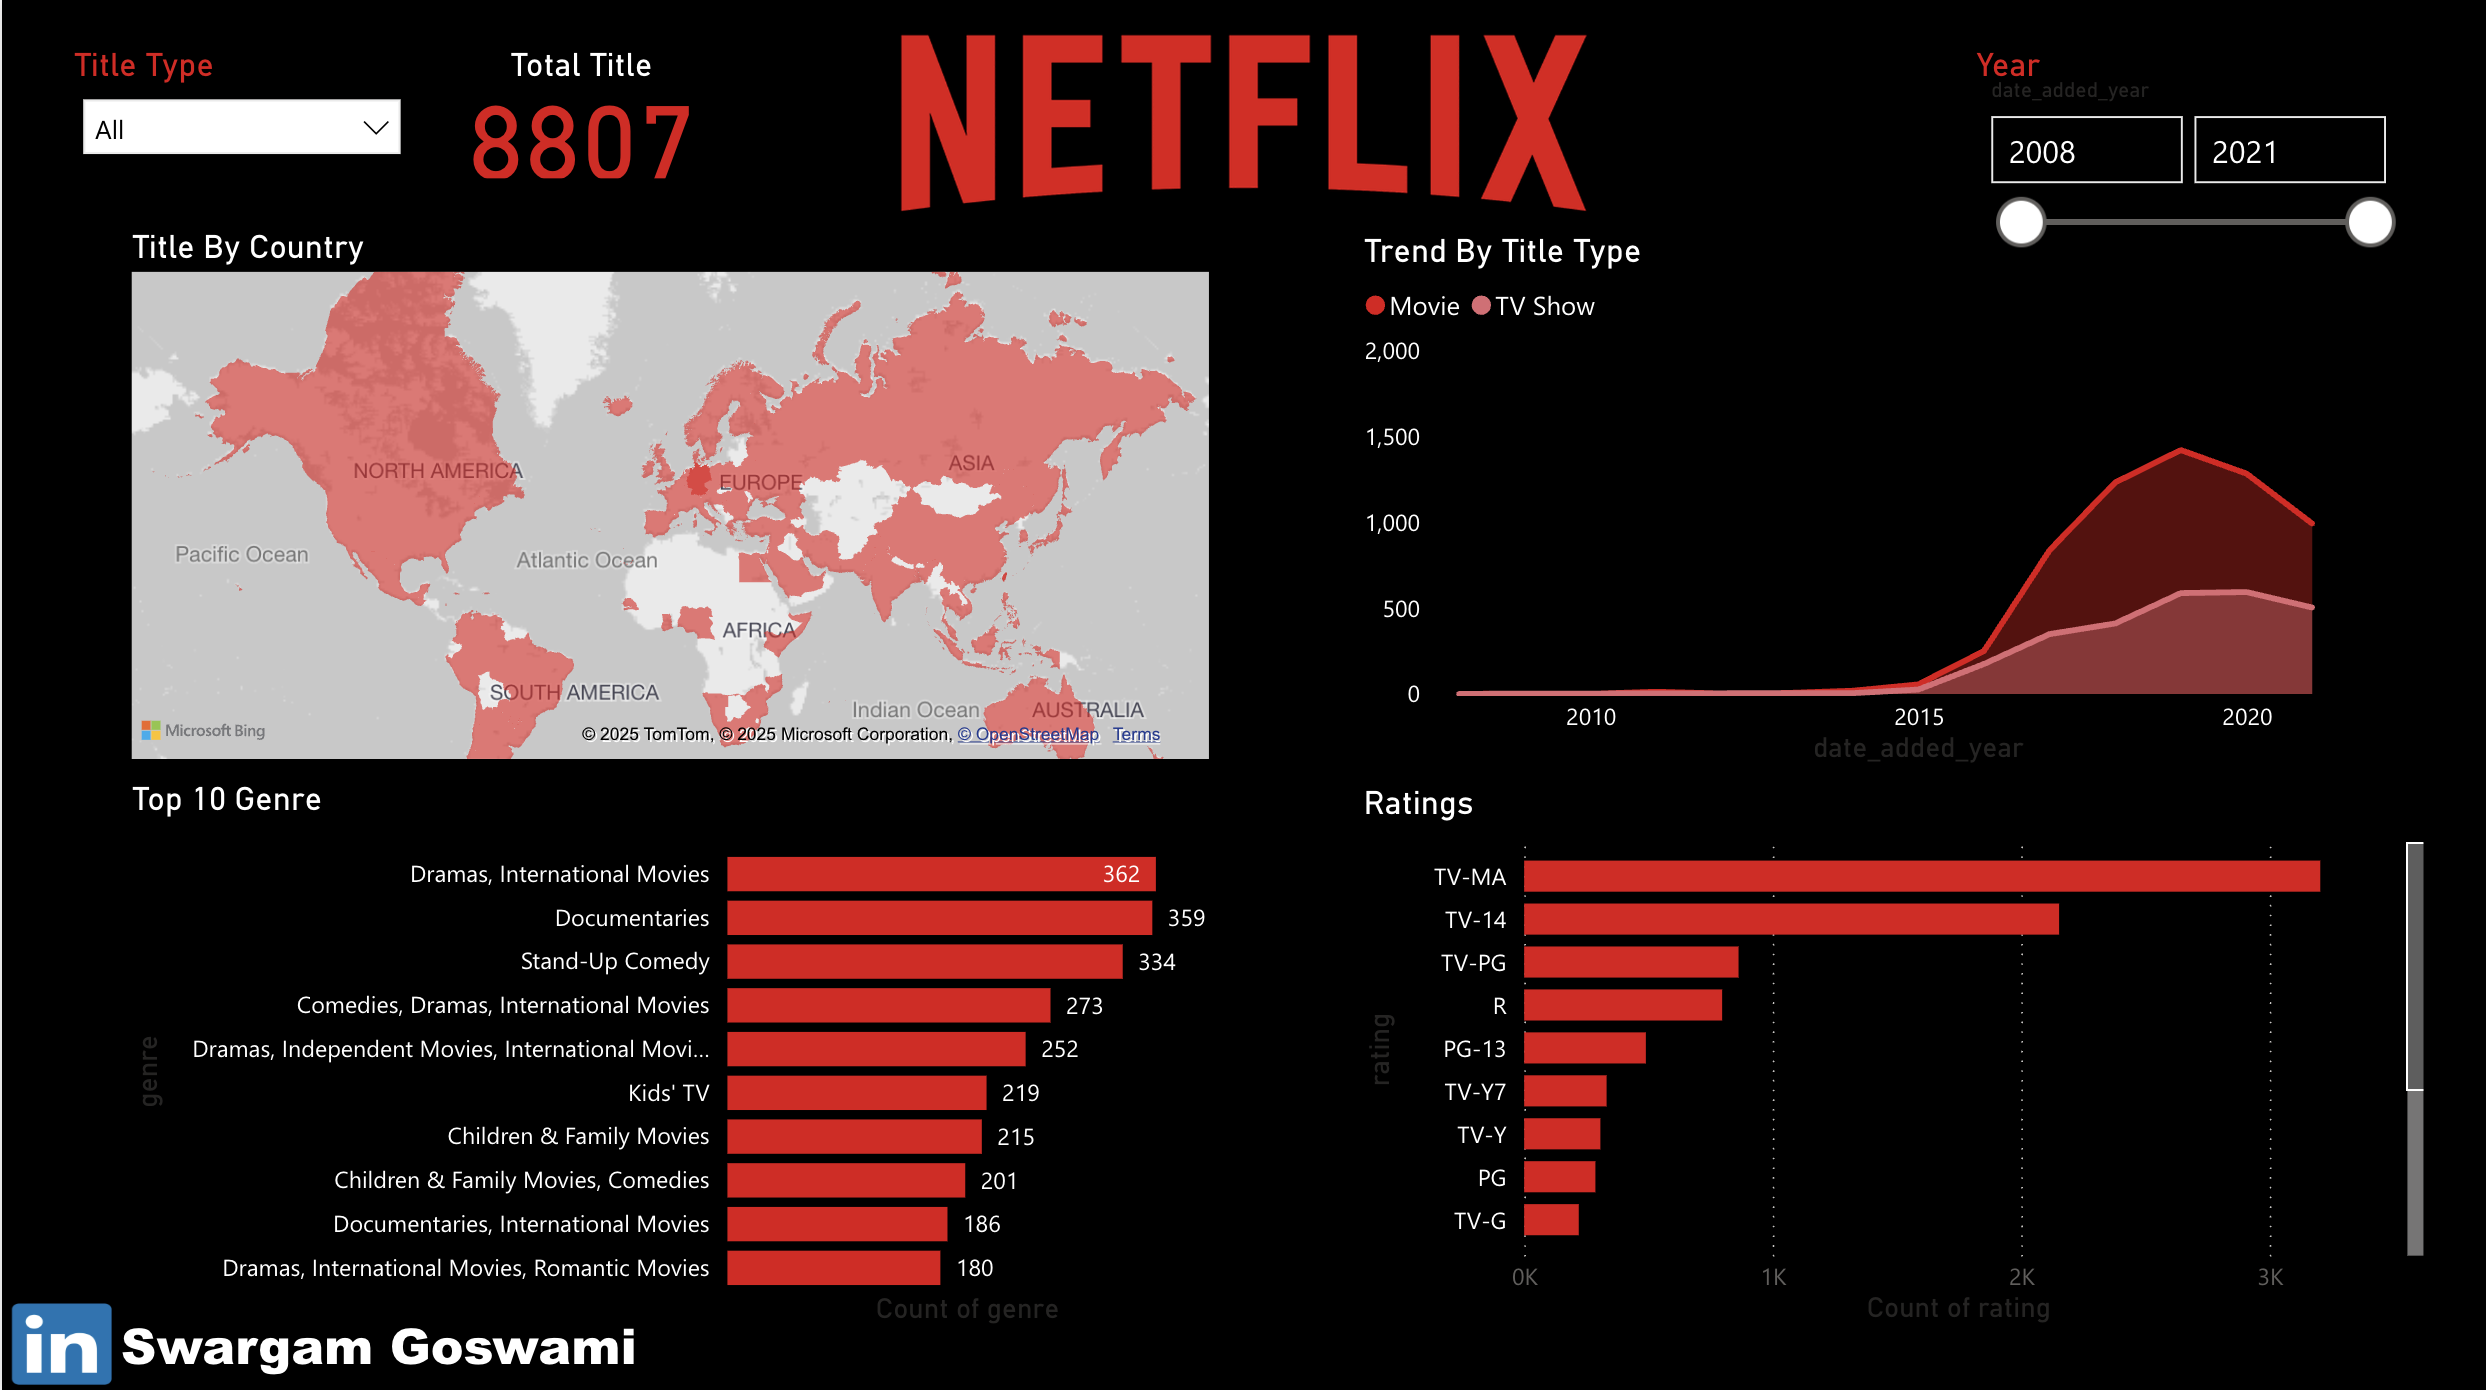 Title Type
All
Total Title
8807
NETFLIX
Year
date_added_year
2008
2021
Title By Country
NORTH AMERICA
EUROPE
ASIA
Pacific Ocean
Atlantic Ocean
AFRICA
SOUTH AMERICA
Indian Ocean
AUSTRALIA
Microsoft Bing
© 2025 TomTom, © 2025 Microsoft Corporation, © OpenStreetMap Terms
Trend By Title Type
Movie TV Show
2,000
1,500
1,000
500
0
2010 2015 2020
date_added_year
Top 10 Genre
genre
Dramas, International Movies 362
Documentaries 359
Stand-Up Comedy 334
Comedies, Dramas, International Movies 273
Dramas, Independent Movies, International Movi... 252
Kids' TV 219
Children & Family Movies 215
Children & Family Movies, Comedies 201
Documentaries, International Movies 186
Dramas, International Movies, Romantic Movies 180
Count of genre
Ratings
rating
TV-MA
TV-14
TV-PG
R
PG-13
TV-Y7
TV-Y
PG
TV-G
0K 1K 2K 3K
Count of rating
in Swargam Goswami